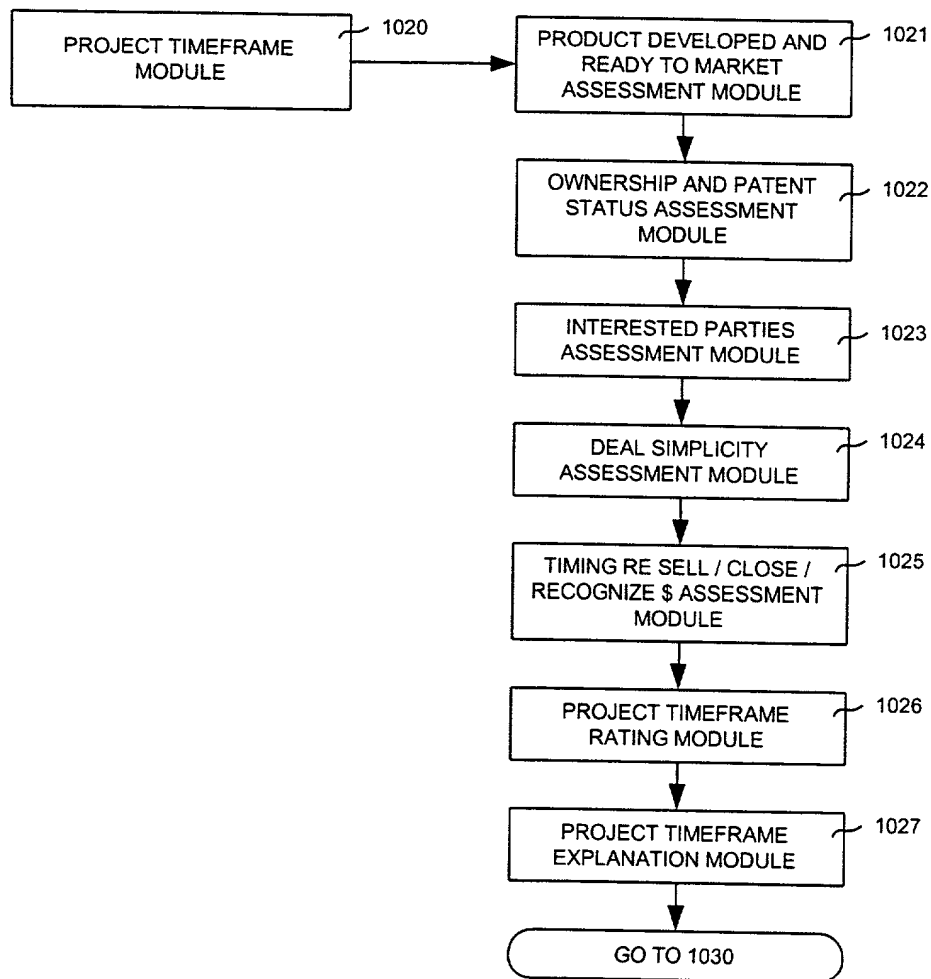 PROJECT TIMEFRAME
MODULE
1020
PRODUCT DEVELOPED AND
READY TO MARKET
ASSESSMENT MODULE
1021
OWNERSHIP AND PATENT
STATUS ASSESSMENT
MODULE
1022
INTERESTED PARTIES
ASSESSMENT MODULE
1023
DEAL SIMPLICITY
ASSESSMENT MODULE
1024
TIMING RE SELL / CLOSE /
RECOGNIZE $ ASSESSMENT
MODULE
1025
PROJECT TIMEFRAME
RATING MODULE
1026
PROJECT TIMEFRAME
EXPLANATION MODULE
1027
GO TO 1030